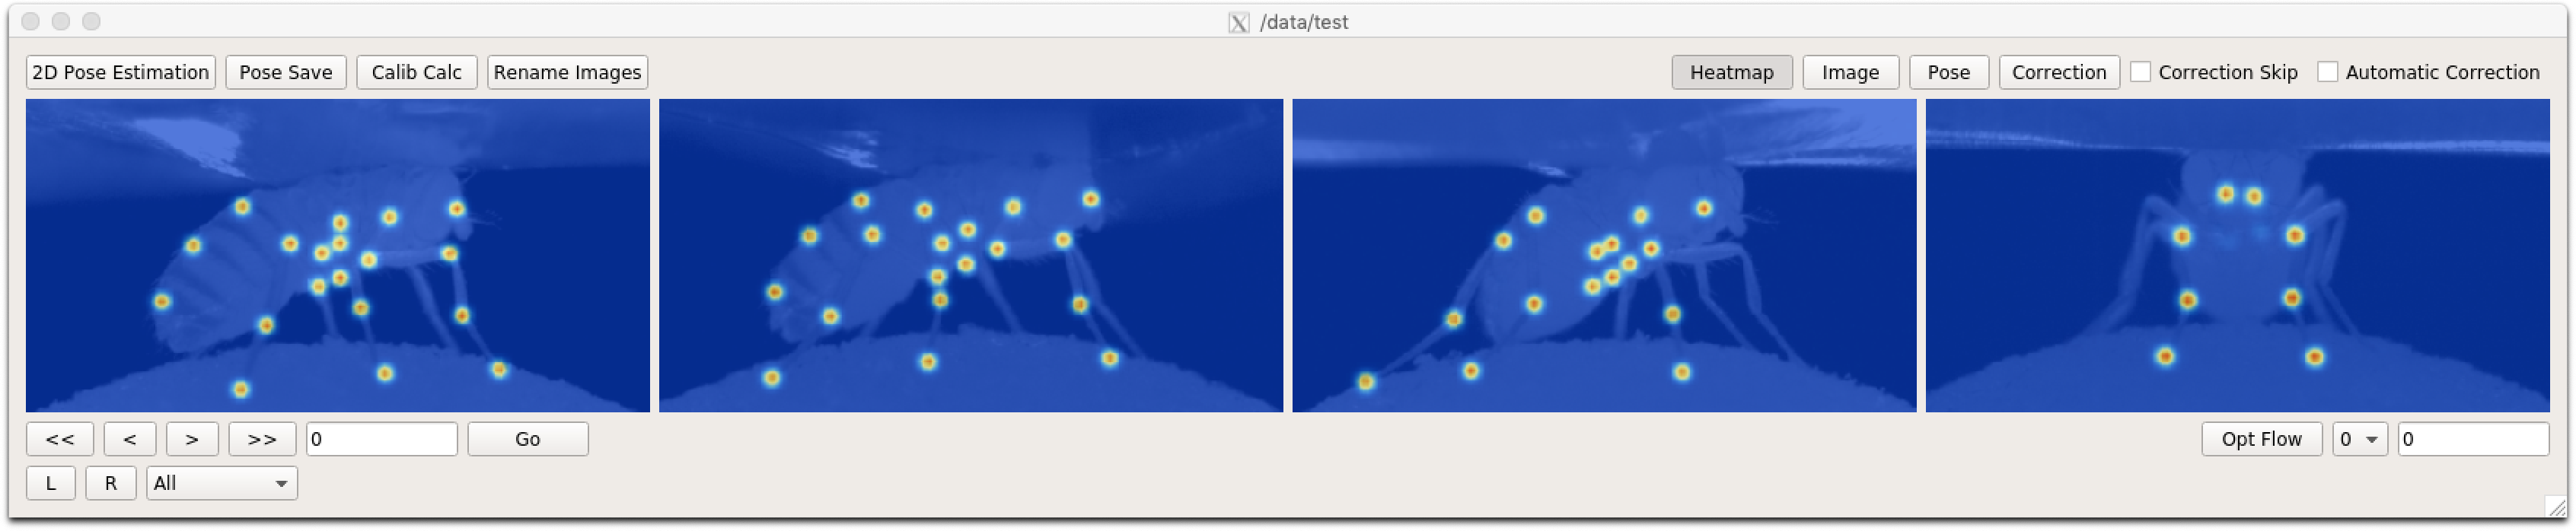 /data/test
2D Pose Estimation Pose Save Calib Calc Rename Images Heatmap Image Pose Correction Correction Skip Automatic Correction
<< < > >> 0 Go Opt Flow 0 0
L R All